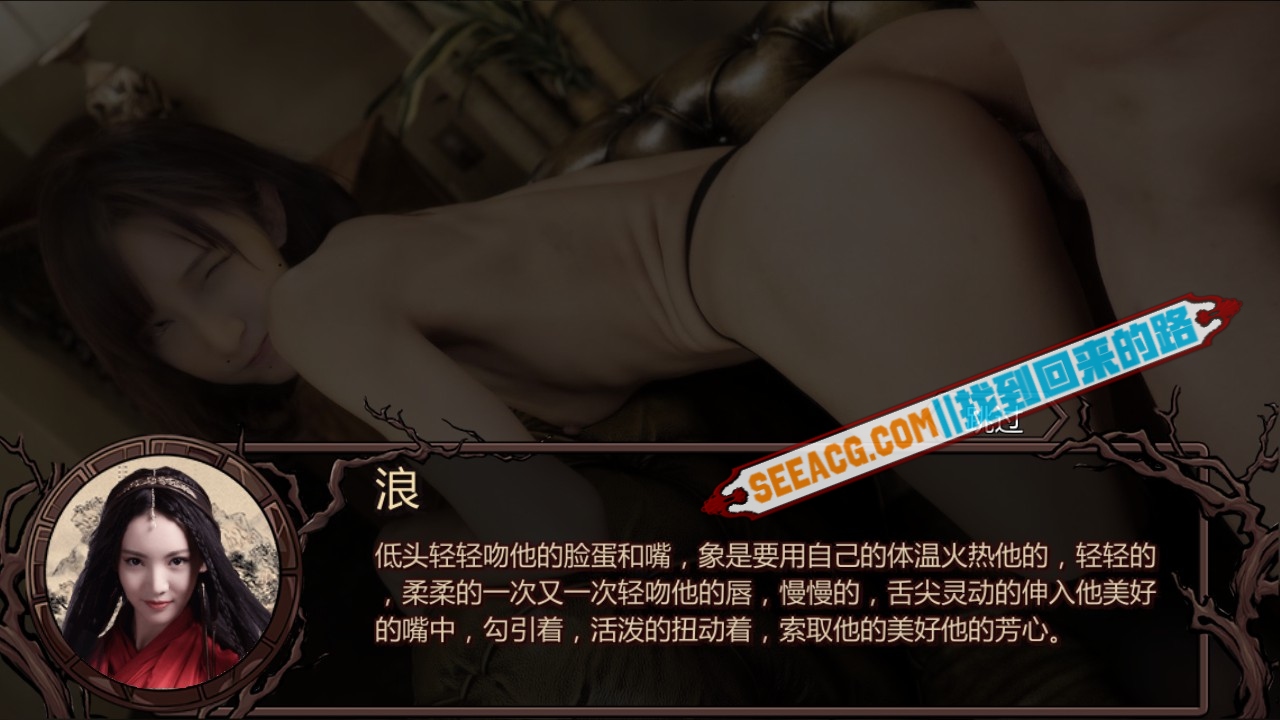 SEEACG.COM||找到回来的路
跳过
浪
低头轻轻吻他的脸蛋和嘴，象是要用自己的体温火热他的，轻轻的
，柔柔的一次又一次轻吻他的唇，慢慢的，舌尖灵动的伸入他美好
的嘴中，勾引着，活泼的扭动着，索取他的美好他的芳心。